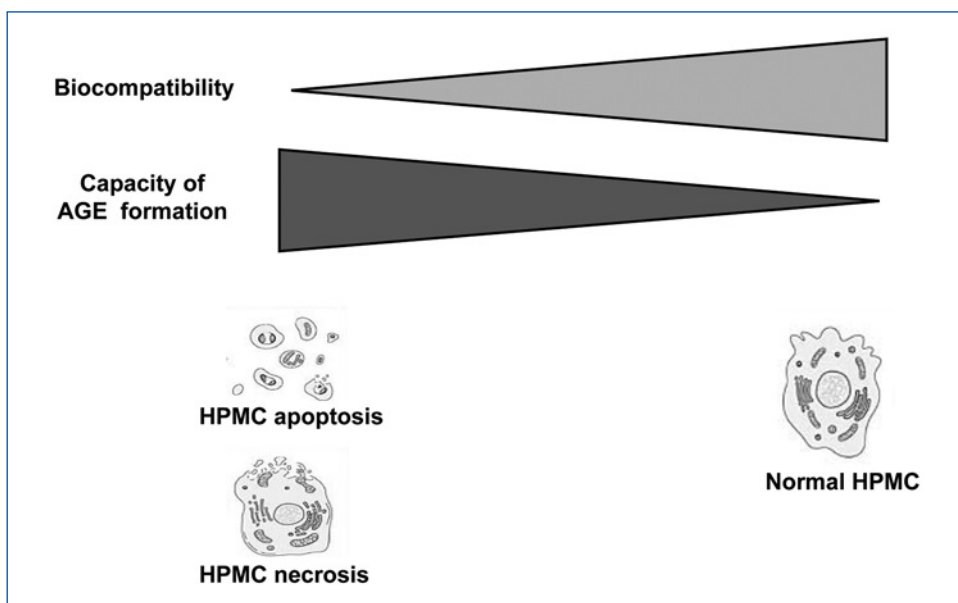 Biocompatibility
Capacity of
AGE formation
HPMC apoptosis
Normal HPMC
HPMC necrosis